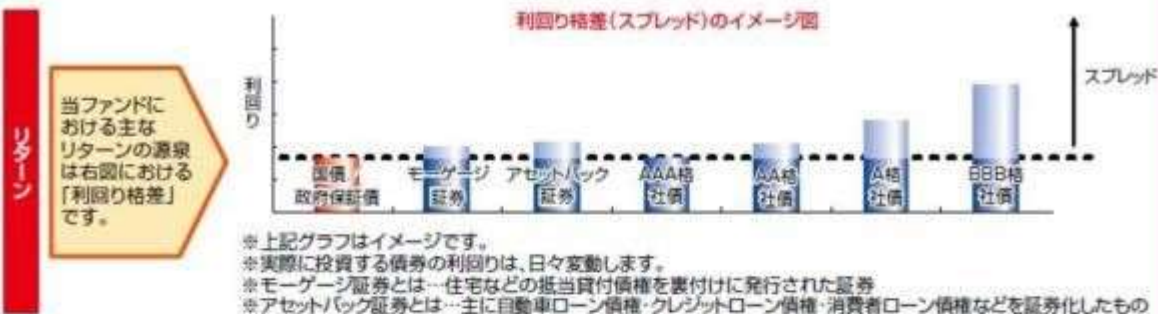 利回り格差(スプレッド)のイメージ図
リターン
当ファンドに
おける主な
リターンの源泉
は右図における
「利回り格差」
です。
利回り
スプレッド
国債
政府保証債
モーゲージ
証券
アセットバック
証券
AAA格
社債
AA格
社債
A格
社債
BBB格
社債
※上記グラフはイメージです。
※実際に投資する債券の利回りは、日々変動します。
※モーゲージ証券とは…住宅などの抵当貸付債権を裏付けに発行された証券
※アセットバック証券とは…主に自動車ローン債権・クレジットローン債権・消費者ローン債権などを証券化したもの